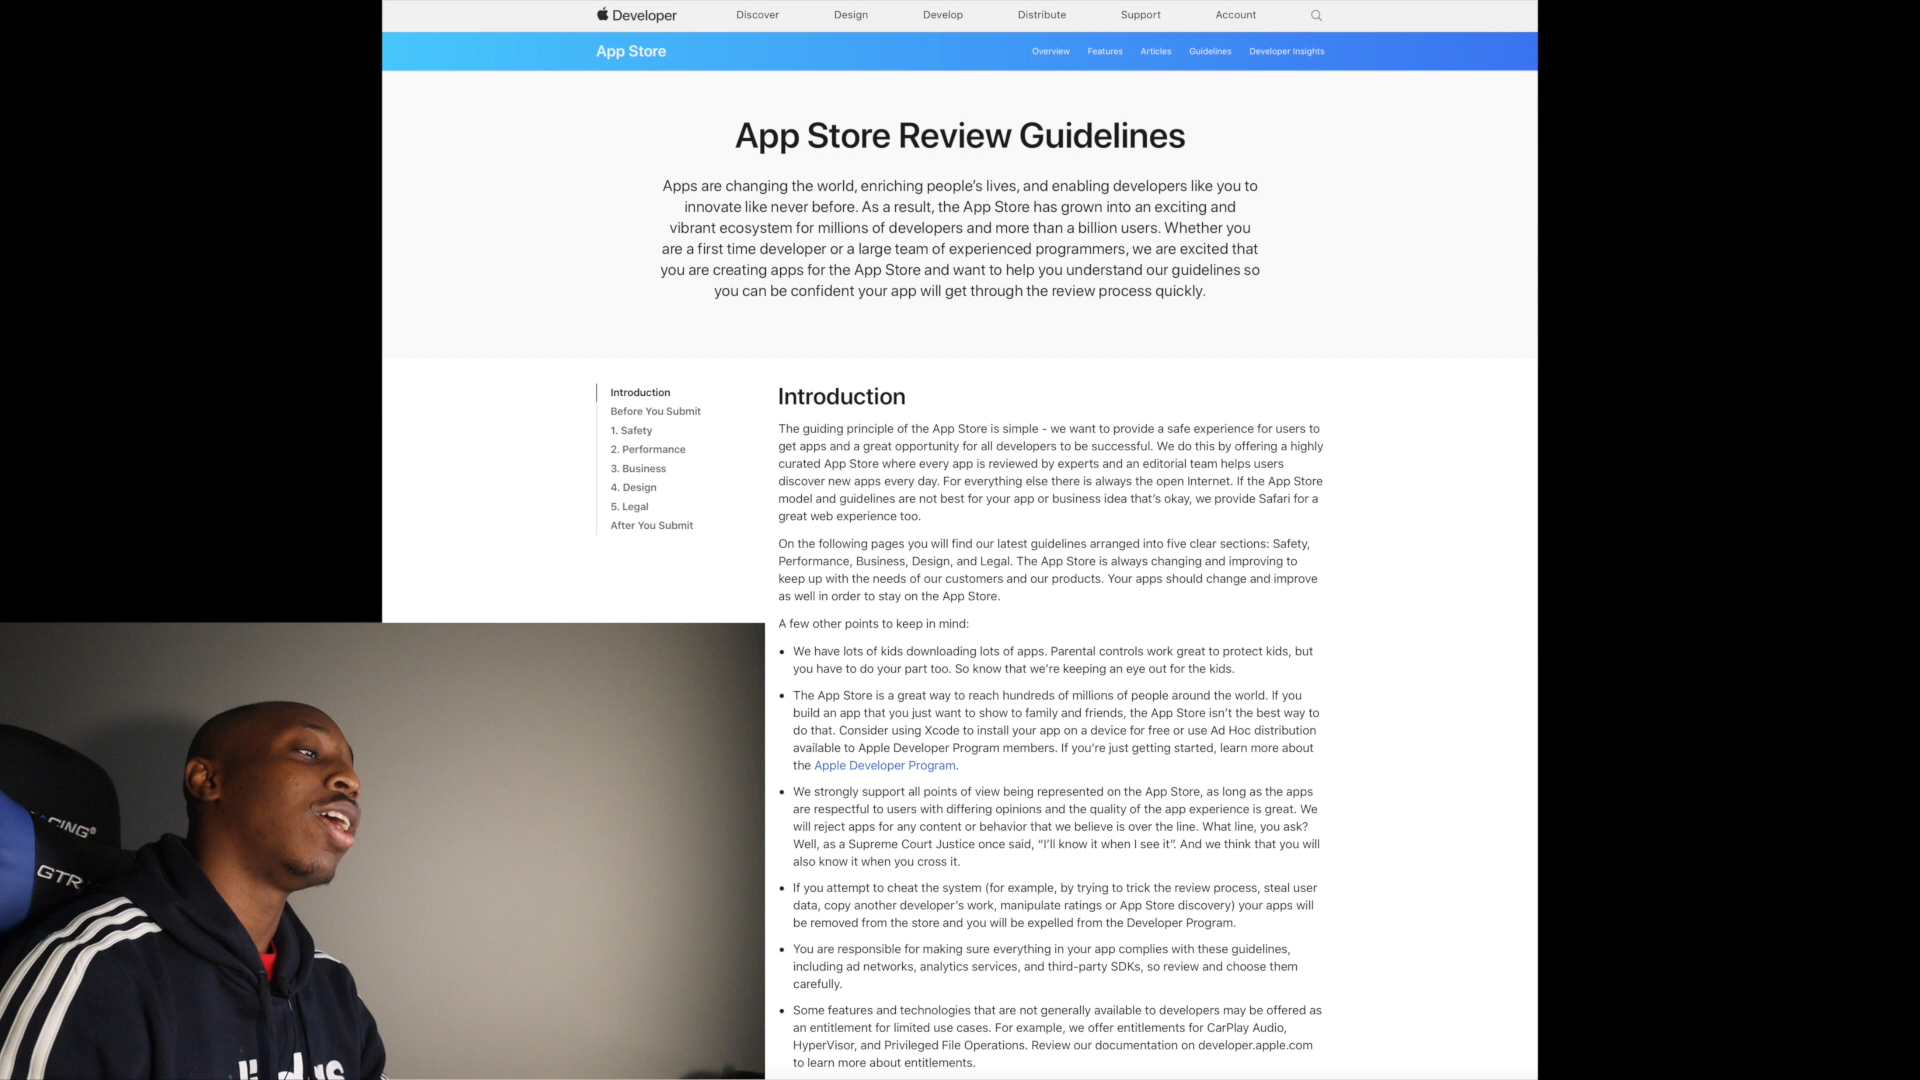 Developer
Discover
Design
Develop
Distribute
Support
Account
App Store
Overview
Features
Articles
Guidelines
Developer Insights
App Store Review Guidelines
Apps are changing the world, enriching people’s lives, and enabling developers like you to
innovate like never before. As a result, the App Store has grown into an exciting and
vibrant ecosystem for millions of developers and more than a billion users. Whether you
are a first time developer or a large team of experienced programmers, we are excited that
you are creating apps for the App Store and want to help you understand our guidelines so
you can be confident your app will get through the review process quickly.
Introduction
Before You Submit
1. Safety
2. Performance
3. Business
4. Design
5. Legal
After You Submit
Introduction
The guiding principle of the App Store is simple - we want to provide a safe experience for users to
get apps and a great opportunity for all developers to be successful. We do this by offering a highly
curated App Store where every app is reviewed by experts and an editorial team helps users
discover new apps every day. For everything else there is always the open Internet. If the App Store
model and guidelines are not best for your app or business idea that’s okay, we provide Safari for a
great web experience too.
On the following pages you will find our latest guidelines arranged into five clear sections: Safety,
Performance, Business, Design, and Legal. The App Store is always changing and improving to
keep up with the needs of our customers and our products. Your apps should change and improve
as well in order to stay on the App Store.
A few other points to keep in mind:
• We have lots of kids downloading lots of apps. Parental controls work great to protect kids, but
you have to do your part too. So know that we’re keeping an eye out for the kids.
• The App Store is a great way to reach hundreds of millions of people around the world. If you
build an app that you just want to show to family and friends, the App Store isn’t the best way to
do that. Consider using Xcode to install your app on a device for free or use Ad Hoc distribution
available to Apple Developer Program members. If you’re just getting started, learn more about
the Apple Developer Program.
• We strongly support all points of view being represented on the App Store, as long as the apps
are respectful to users with differing opinions and the quality of the app experience is great. We
will reject apps for any content or behavior that we believe is over the line. What line, you ask?
Well, as a Supreme Court Justice once said, “I’ll know it when I see it”. And we think that you will
also know it when you cross it.
• If you attempt to cheat the system (for example, by trying to trick the review process, steal user
data, copy another developer’s work, manipulate ratings or App Store discovery) your apps will
be removed from the store and you will be expelled from the Developer Program.
• You are responsible for making sure everything in your app complies with these guidelines,
including ad networks, analytics services, and third-party SDKs, so review and choose them
carefully.
• Some features and technologies that are not generally available to developers may be offered as
an entitlement for limited use cases. For example, we offer entitlements for CarPlay Audio,
HyperVisor, and Privileged File Operations. Review our documentation on developer.apple.com
to learn more about entitlements.
GTR